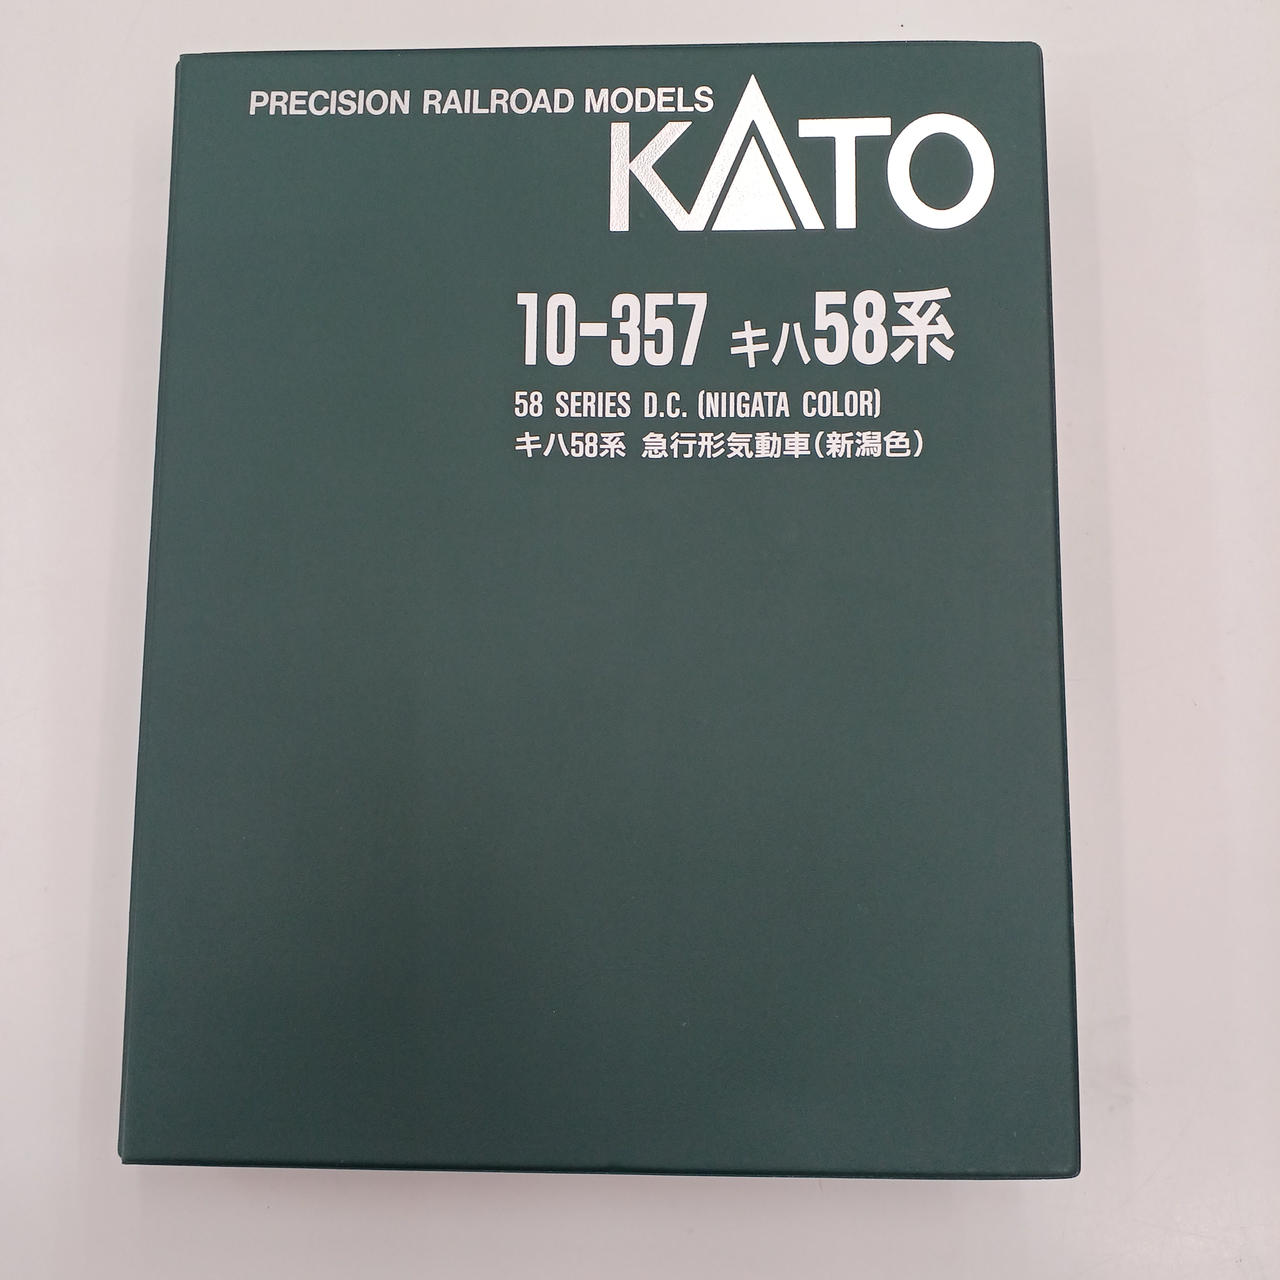 PRECISION RAILROAD MODELS
KATO
10-357 キハ58系
58 SERIES D.C. (NIIGATA COLOR)
キハ58系 急行形気動車(新潟色)